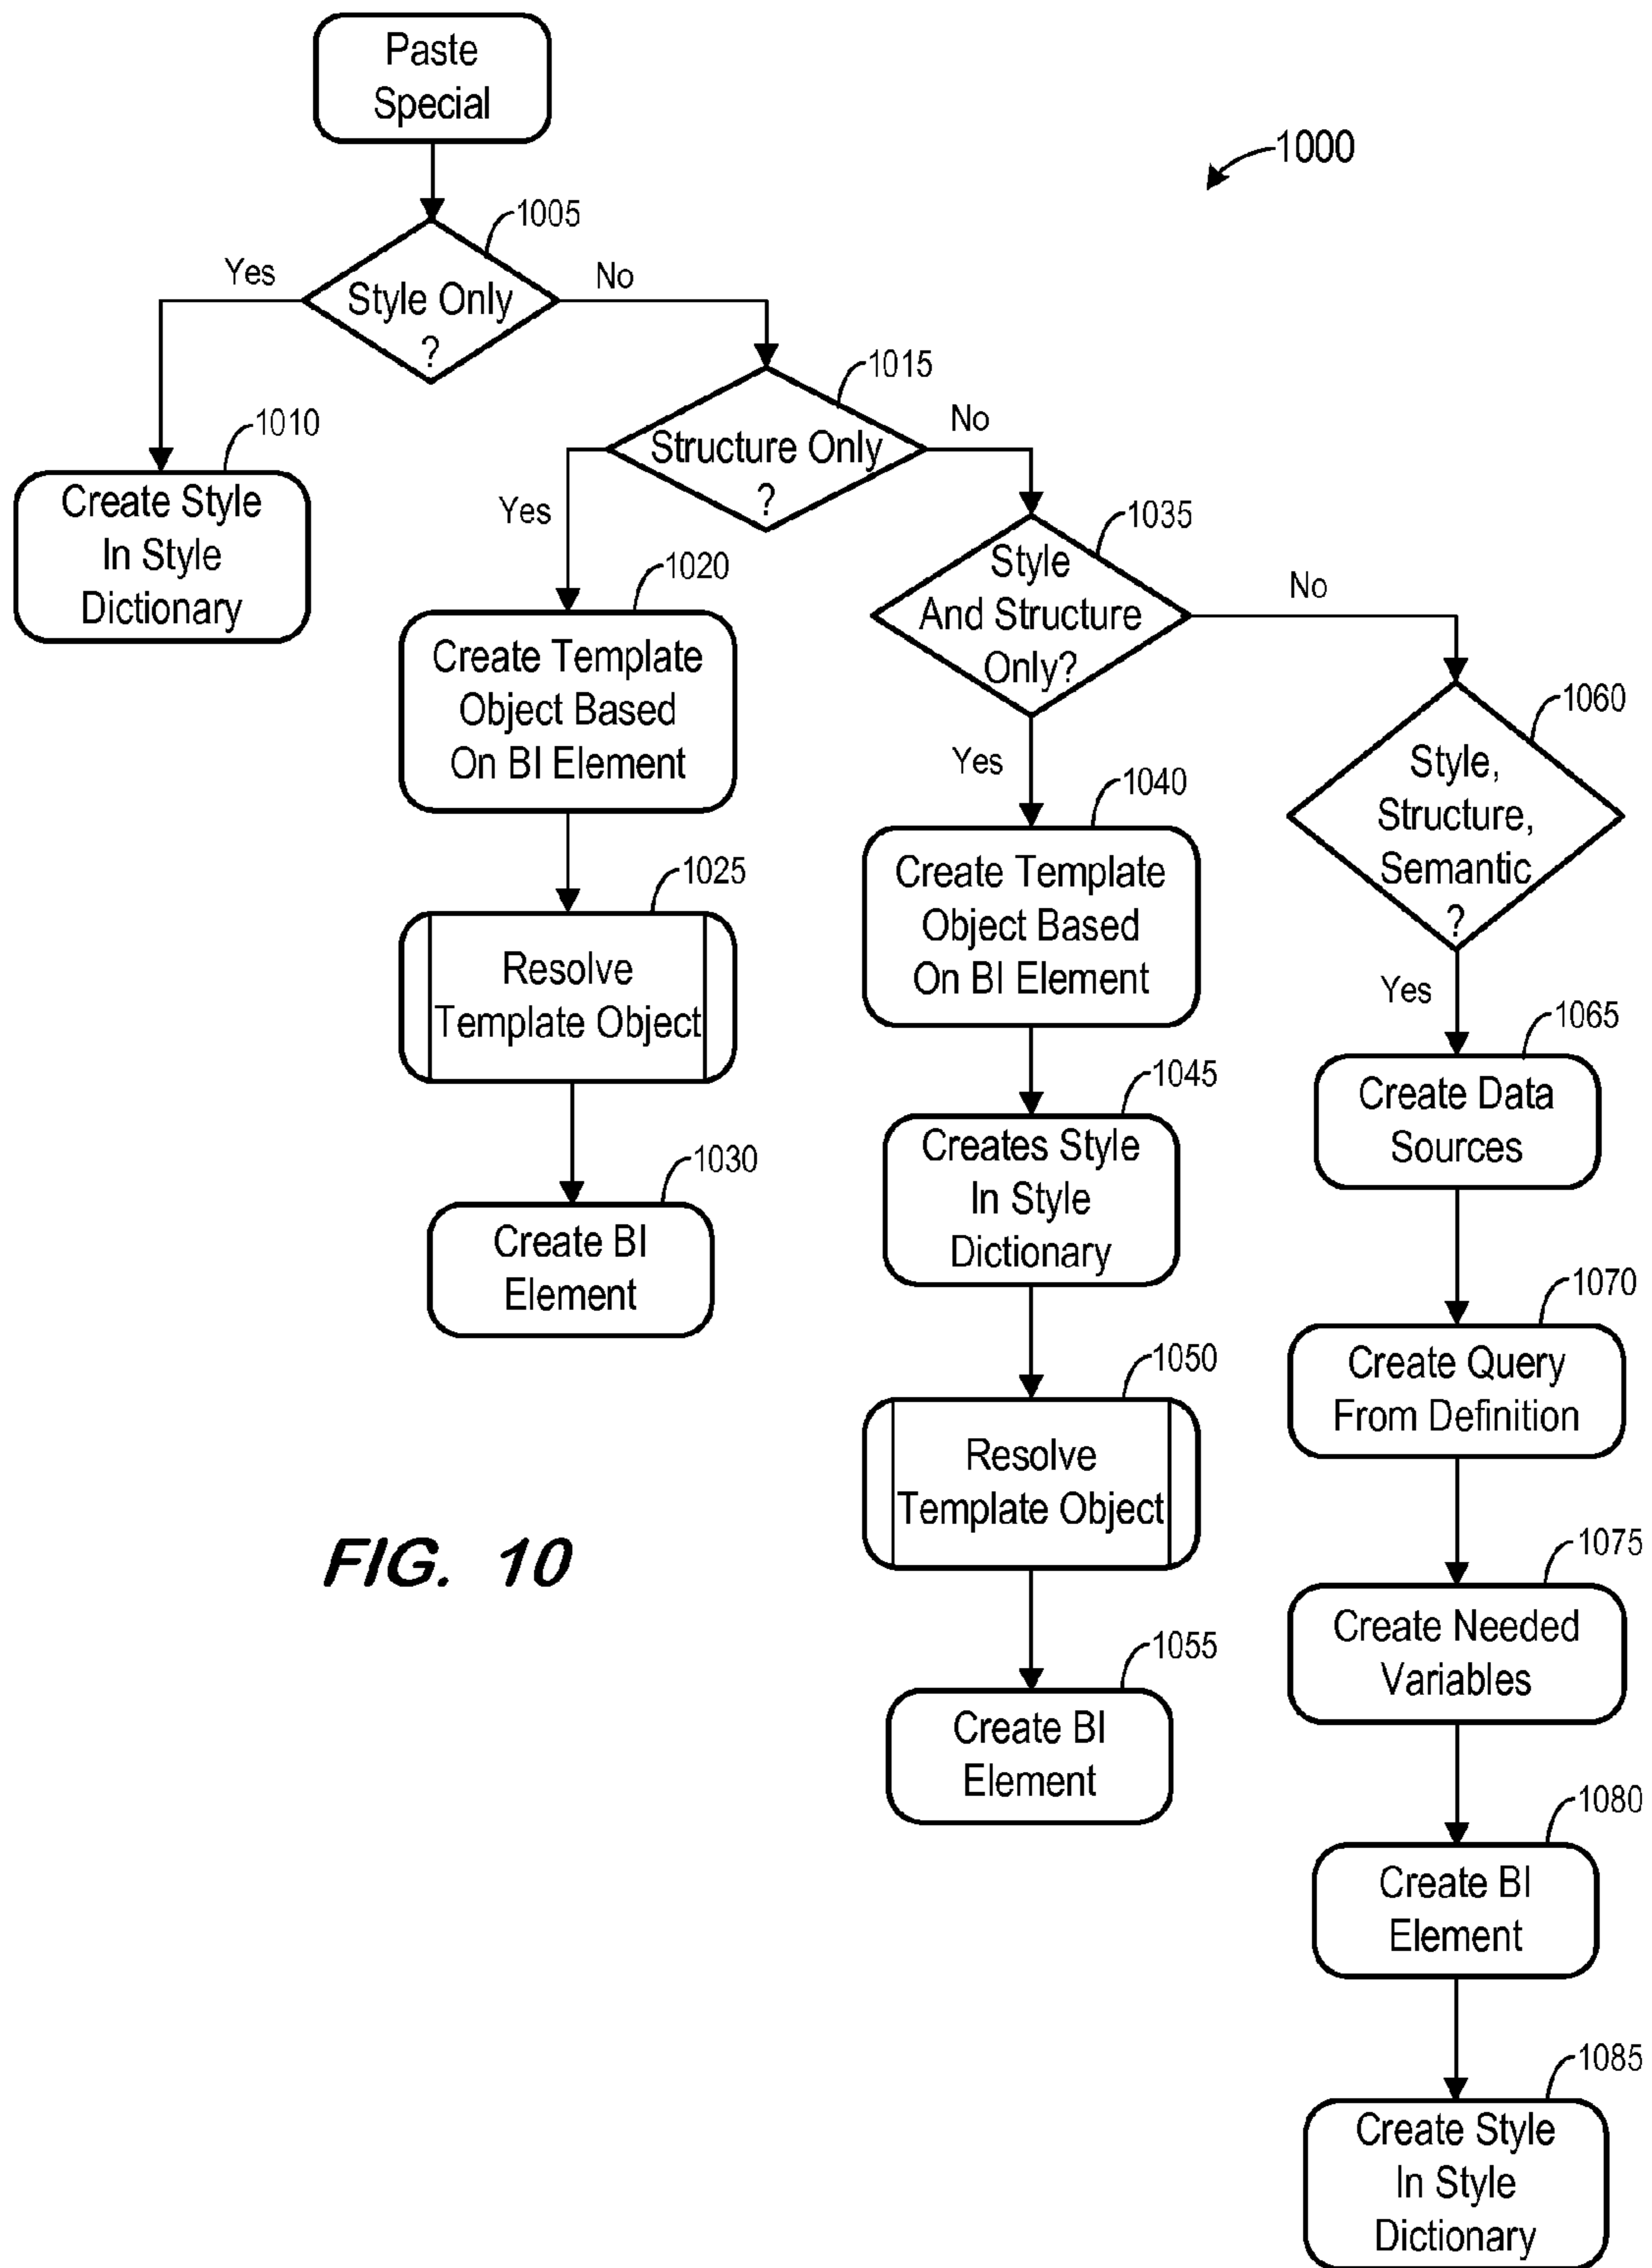 Paste
Special
1000
1005
Yes
No
Style Only
?
1015
No
1010
Structure Only
?
Create Style
In Style
Dictionary
Yes
1035
Style
And Structure
Only?
No
1020
Create Template
Object Based
On BI Element
1060
Style,
Structure,
Semantic
?
Yes
1040
Create Template
Object Based
On BI Element
1025
Resolve
Template Object
Yes
1065
Create Data
Sources
1045
Creates Style
In Style
Dictionary
1030
Create BI
Element
1070
Create Query
From Definition
1050
Resolve
Template Object
FIG. 10
1075
Create Needed
Variables
1055
Create BI
Element
1080
Create BI
Element
1085
Create Style
In Style
Dictionary